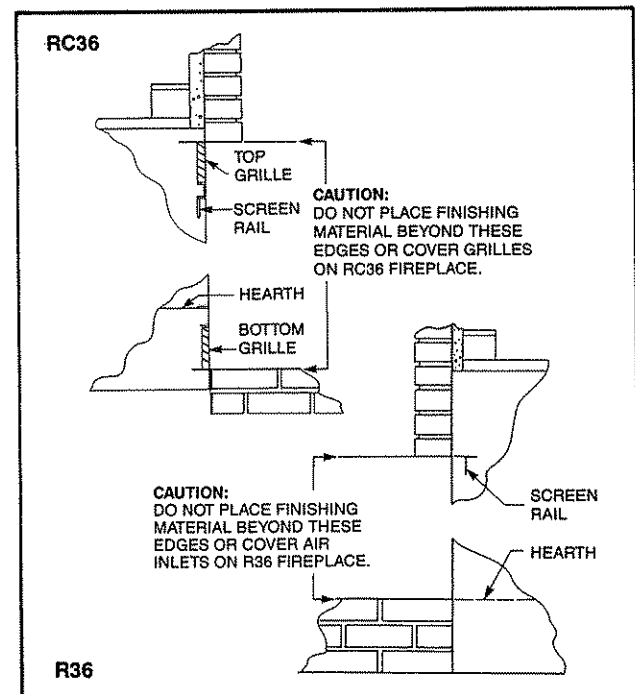 RC36
TOP
GRILLE
SCREEN
RAIL
CAUTION:
DO NOT PLACE FINISHING
MATERIAL BEYOND THESE
EDGES OR COVER GRILLES
ON RC36 FIREPLACE.
HEARTH
BOTTOM
GRILLE
CAUTION:
DO NOT PLACE FINISHING
MATERIAL BEYOND THESE
EDGES OR COVER AIR
INLETS ON R36 FIREPLACE.
SCREEN
RAIL
HEARTH
R36